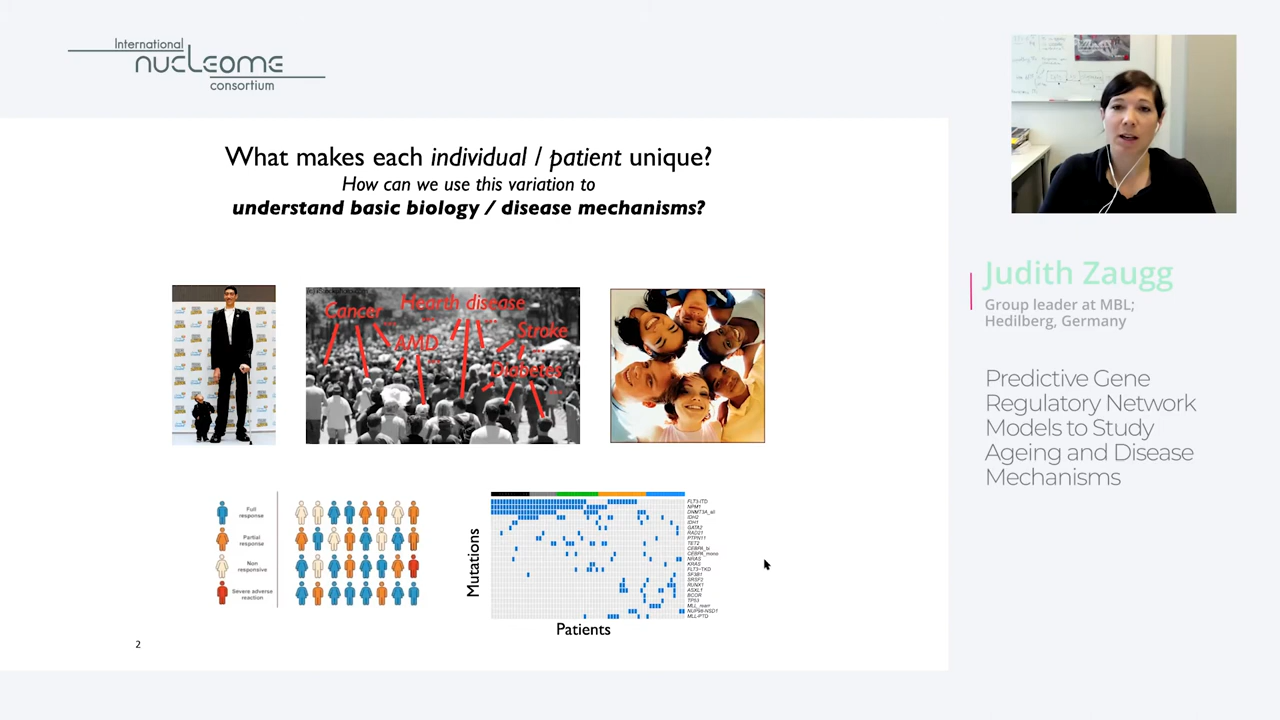 International
nucleome
consortium
What makes each individual / patient unique?
How can we use this variation to
understand basic biology / disease mechanisms?
Cancer
Hearth disease
Stroke
AMD
Diabetes
Full
response
Partial
response
Non
responsive
Severe adverse
reaction
Mutations
FLT3-ITD
NPM1
DNMT3A_all
IDH2
IDH1
GATA2
RAD21
PTPN11
TET2
CEBPA_bi
CEBPA_mono
NRAS
KRAS
FLT3-TKD
SF3B1
SRSF2
RUNX1
ASXL1
BCOR
TP53
MLL_rearr
NUP98-NSD1
MLL-PTD
Patients
2
Judith Zaugg
Group leader at MBL;
Hedilberg, Germany
Predictive Gene
Regulatory Network
Models to Study
Ageing and Disease
Mechanisms